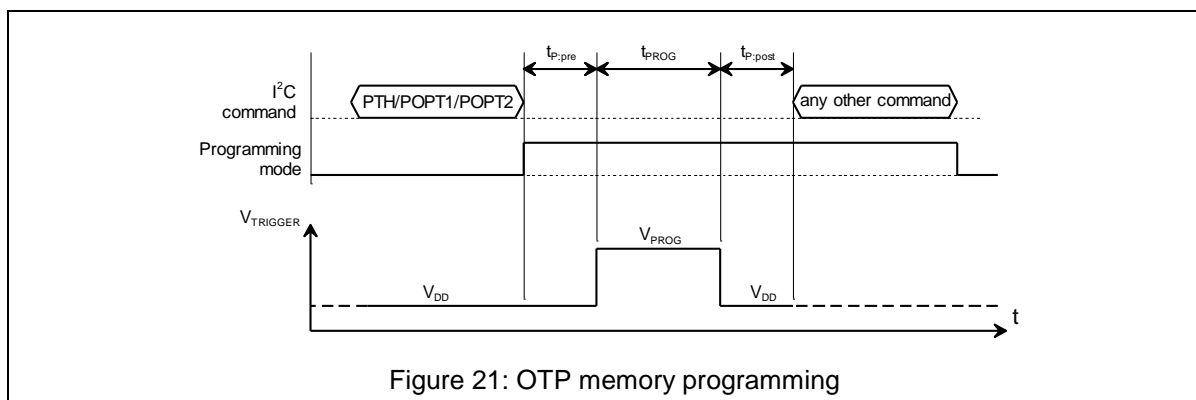 tP:pre tPROG tP:post
I²C
command
PTH/POPT1/POPT2 any other command
Programming
mode
VTRIGGER
VPROG
VDD VDD
t
Figure 21: OTP memory programming